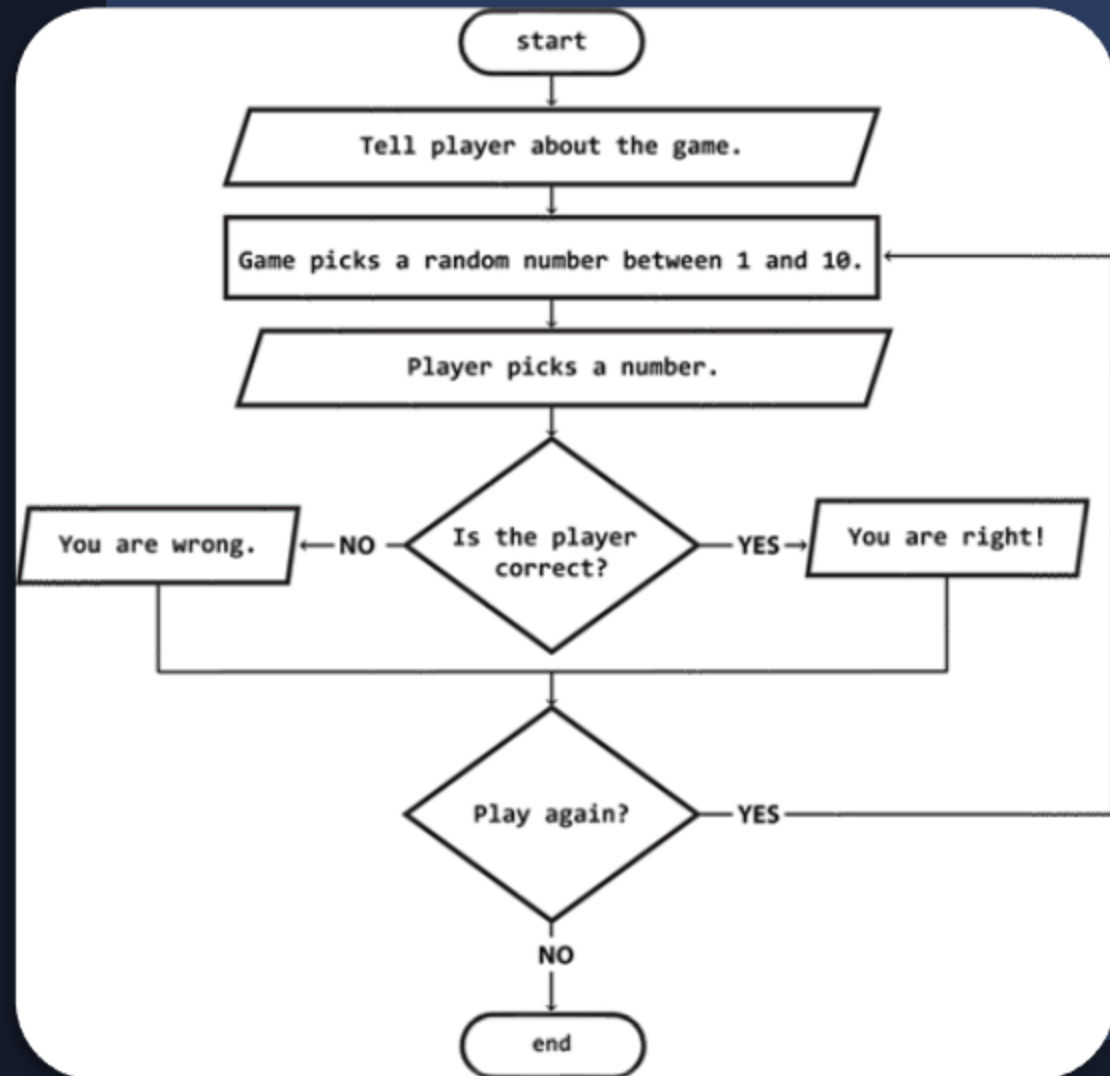 start
Tell player about the game.
Game picks a random number between 1 and 10.
Player picks a number.
Is the player
correct?
NO
You are wrong.
YES
You are right!
Play again?
YES
NO
end